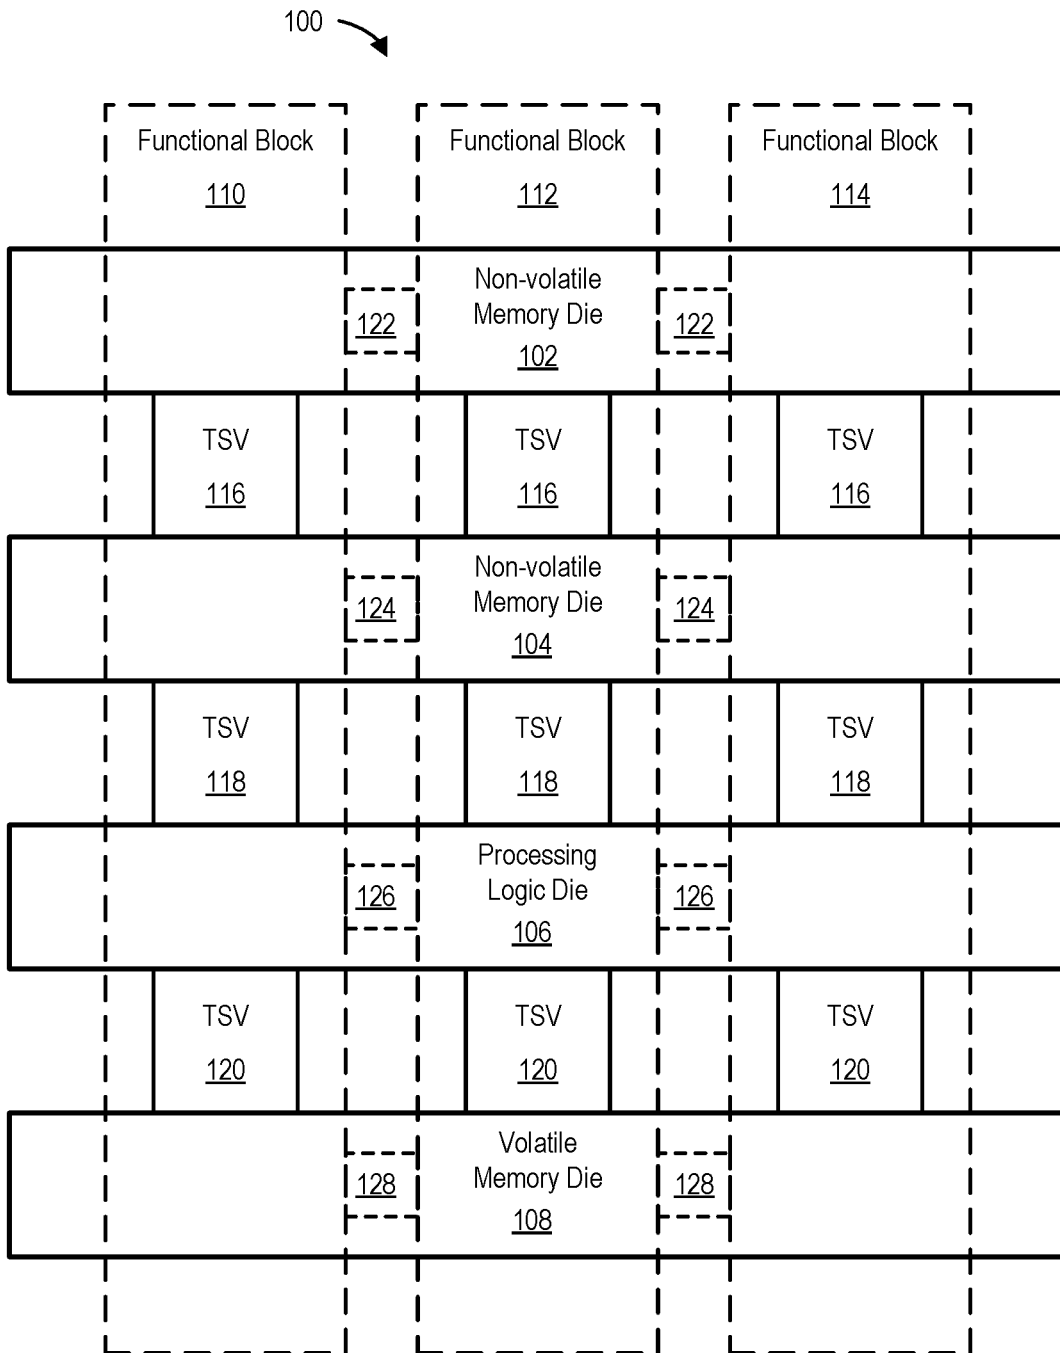 100
Functional Block Functional Block Functional Block
110 112 114
Non-volatile
Memory Die
122 122
102
TSV TSV TSV
116 116 116
Non-volatile
Memory Die
124 124
104
TSV TSV TSV
118 118 118
Processing
Logic Die
126 126
106
TSV TSV TSV
120 120 120
Volatile
Memory Die
128 128
108